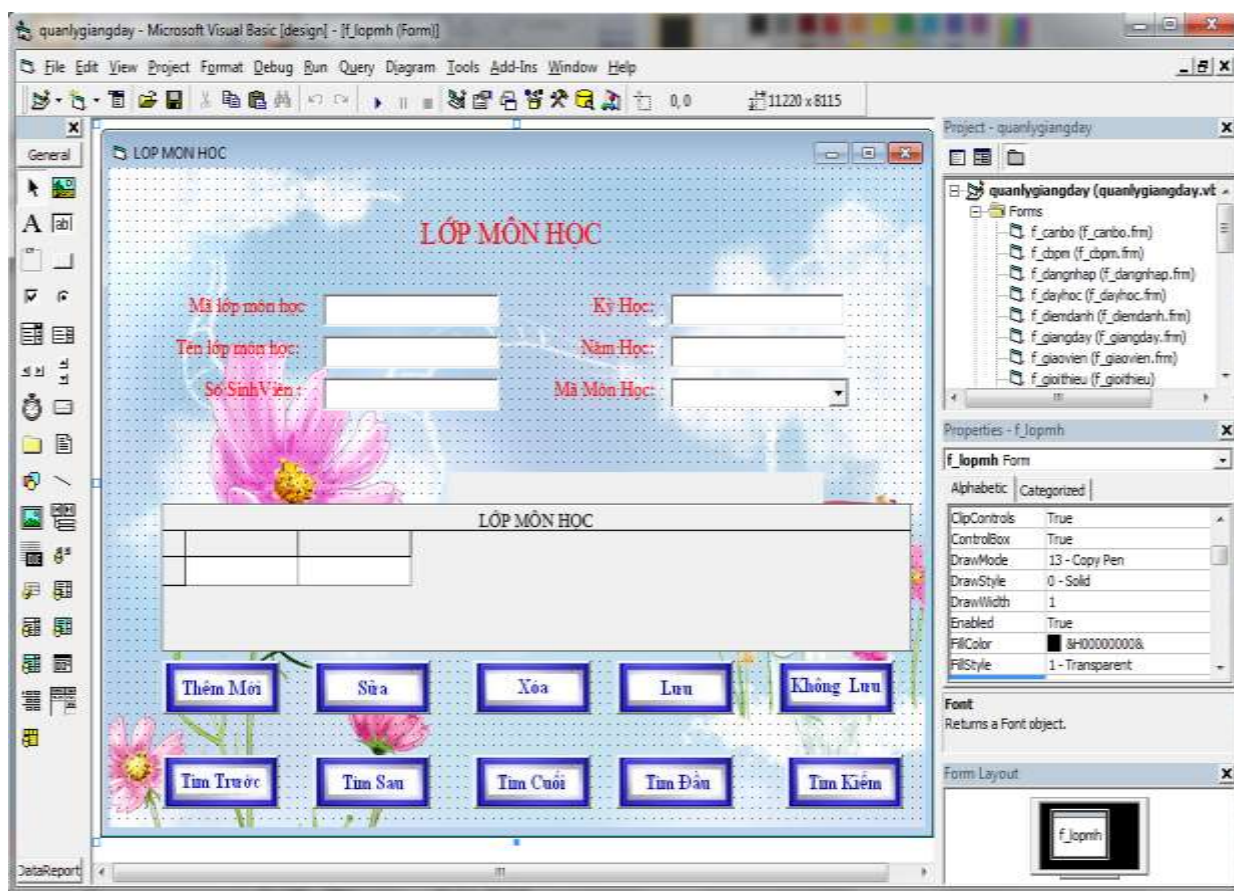 quanlygiangday - Microsoft Visual Basic [design] - [f_lopmh (Form)]
File Edit View Project Format Debug Run Query Diagram Tools Add-Ins Window Help
0,0 11220 x 8115
General
LOP MON HOC
LỚP MÔN HỌC
Mã lớp môn học Kỳ Học:
Tên lớp môn học: Năm Học:
Số Sinh Viên : Mã Môn Học:
LỚP MÔN HỌC
Thêm Mới Sửa Xóa Lưu Không Lưu
Tìm Trước Tìm Sau Tìm Cuối Tìm Đầu Tìm Kiếm
DataReport
Project - quanlygiangday
quanlygiangday (quanlygiangday.vb
Forms
f_canbo (f_canbo.frm)
f_cbpm (f_cbpm.frm)
f_dangnhap (f_dangnhap.frm)
f_dayhoc (f_dayhoc.frm)
f_diemdanh (f_diemdanh.frm)
f_giangday (f_giangday.frm)
f_giaovien (f_giaovien.frm)
f_gioithieu (f_gioithieu)
Properties - f_lopmh
f_lopmh Form
Alphabetic Categorized
ClipControls True
ControlBox True
DrawMode 13 - Copy Pen
DrawStyle 0 - Solid
DrawWidth 1
Enabled True
FillColor &H00000000&
FillStyle 1 - Transparent
Font
Returns a Font object.
Form Layout
f_lopmh